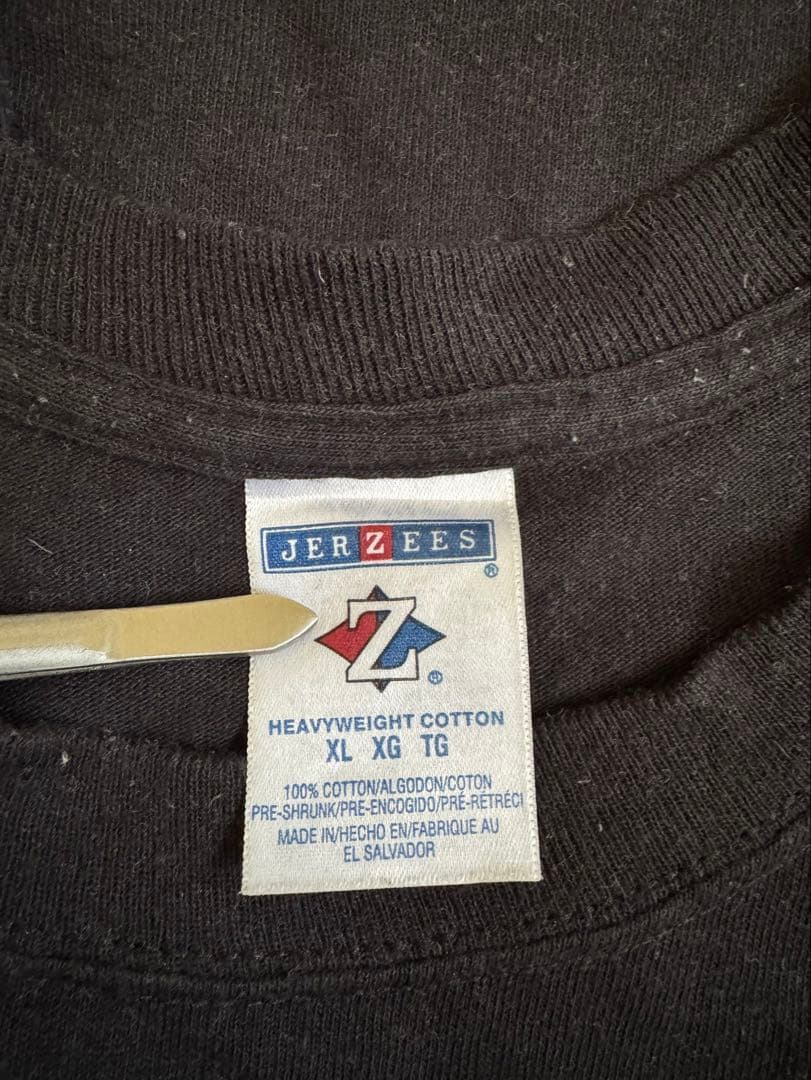 JERZEES
®
Z
®
HEAVYWEIGHT COTTON
XL XG TG
100% COTTON/ALGODON/COTON
PRE-SHRUNK/PRE-ENCOGIDO/PRÉ-RÉTRÉCI
MADE IN/HECHO EN/FABRIQUE AU
EL SALVADOR